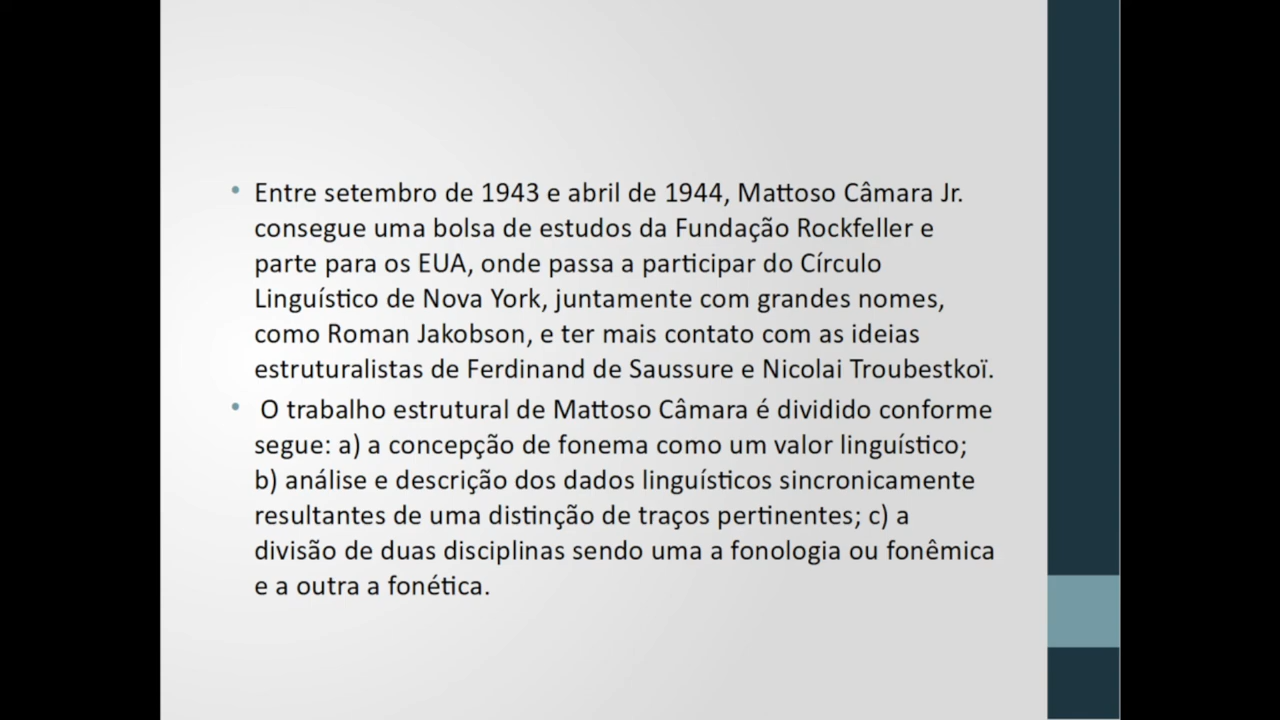 • Entre setembro de 1943 e abril de 1944, Mattoso Câmara Jr.
consegue uma bolsa de estudos da Fundação Rockfeller e
parte para os EUA, onde passa a participar do Círculo
Linguístico de Nova York, juntamente com grandes nomes,
como Roman Jakobson, e ter mais contato com as ideias
estruturalistas de Ferdinand de Saussure e Nicolai Troubestkoï.
• O trabalho estrutural de Mattoso Câmara é dividido conforme
segue: a) a concepção de fonema como um valor linguístico;
b) análise e descrição dos dados linguísticos sincronicamente
resultantes de uma distinção de traços pertinentes; c) a
divisão de duas disciplinas sendo uma a fonologia ou fonêmica
e a outra a fonética.